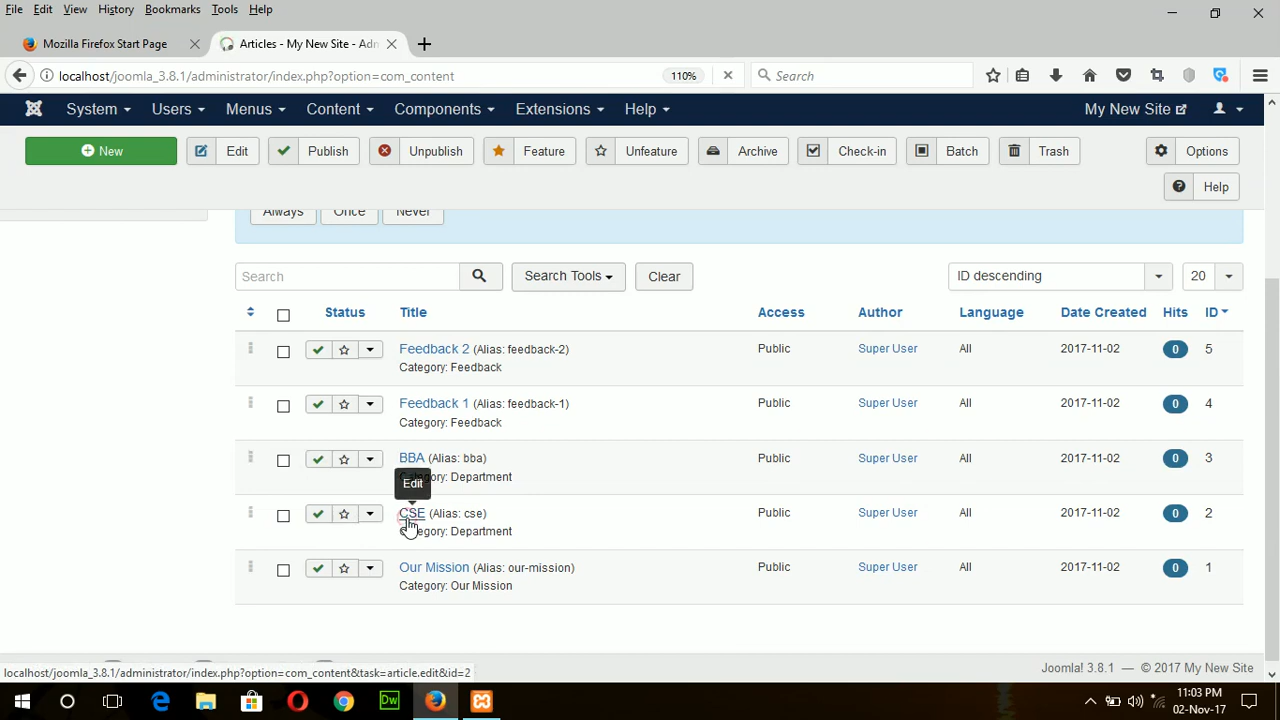 File Edit View History Bookmarks Tools Help
Mozilla Firefox Start Page
Articles - My New Site - Adm
localhost/joomla_3.8.1/administrator/index.php?option=com_content
110%
Search
System Users Menus Content Components Extensions Help
My New Site
New Edit Publish Unpublish Feature Unfeature Archive Check-in Batch Trash Options
Help
Always Once Never
Search Search Tools Clear ID descending 20
Status Title Access Author Language Date Created Hits ID
Feedback 2 (Alias: feedback-2) Public Super User All 2017-11-02 0 5
Category: Feedback
Feedback 1 (Alias: feedback-1) Public Super User All 2017-11-02 0 4
Category: Feedback
BBA (Alias: bba) Public Super User All 2017-11-02 0 3
Category: Department
Edit
CSE (Alias: cse) Public Super User All 2017-11-02 0 2
Category: Department
Our Mission (Alias: our-mission) Public Super User All 2017-11-02 0 1
Category: Our Mission
Joomla! 3.8.1 — © 2017 My New Site
localhost/joomla_3.8.1/administrator/index.php?option=com_content&task=article.edit&id=2
Dw
11:03 PM
02-Nov-17